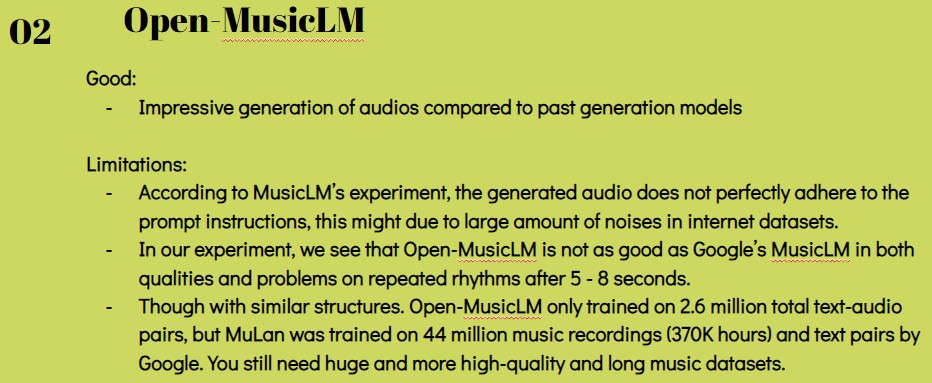 02
Open-MusicLM
Good:
- Impressive generation of audios compared to past generation models
Limitations:
- According to MusicLM's experiment, the generated audio does not perfectly adhere to the
prompt instructions, this might due to large amount of noises in internet datasets.
- In our experiment, we see that Open-MusicLM is not as good as Google's MusicLM in both
qualities and problems on repeated rhythms after 5 - 8 seconds.
- Though with similar structures. Open-MusicLM only trained on 2.6 million total text-audio
pairs, but MuLan was trained on 44 million music recordings (370K hours) and text pairs by
Google. You still need huge and more high-quality and long music datasets.